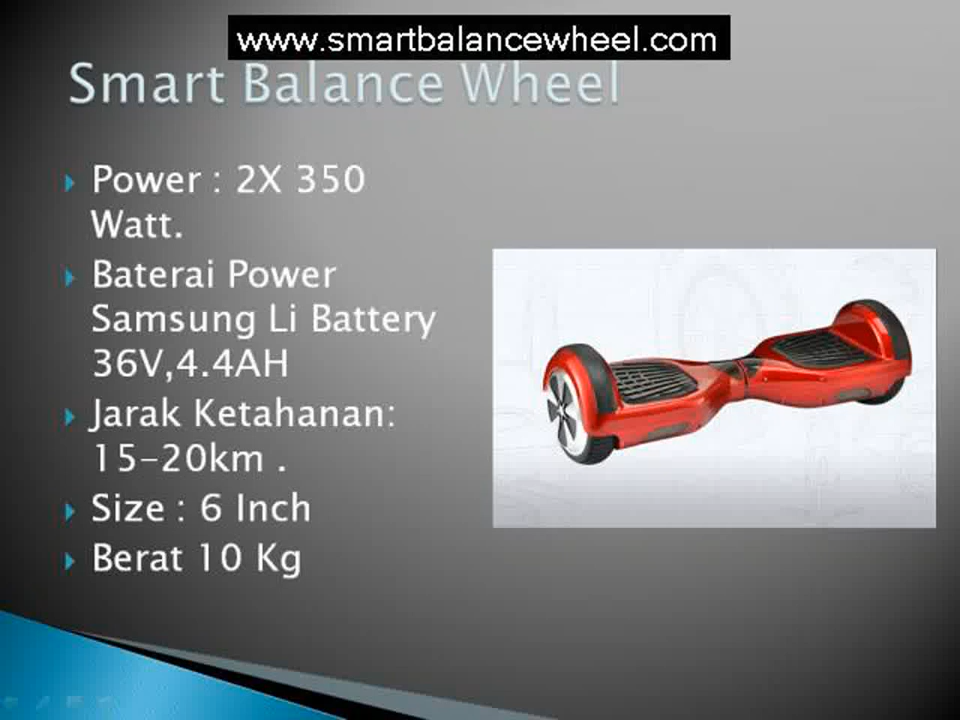 www.smartbalancewheel.com
Smart Balance Wheel
Power : 2X 350
Watt.
Baterai Power
Samsung Li Battery
36V,4.4AH
Jarak Ketahanan:
15-20km .
Size : 6 Inch
Berat 10 Kg